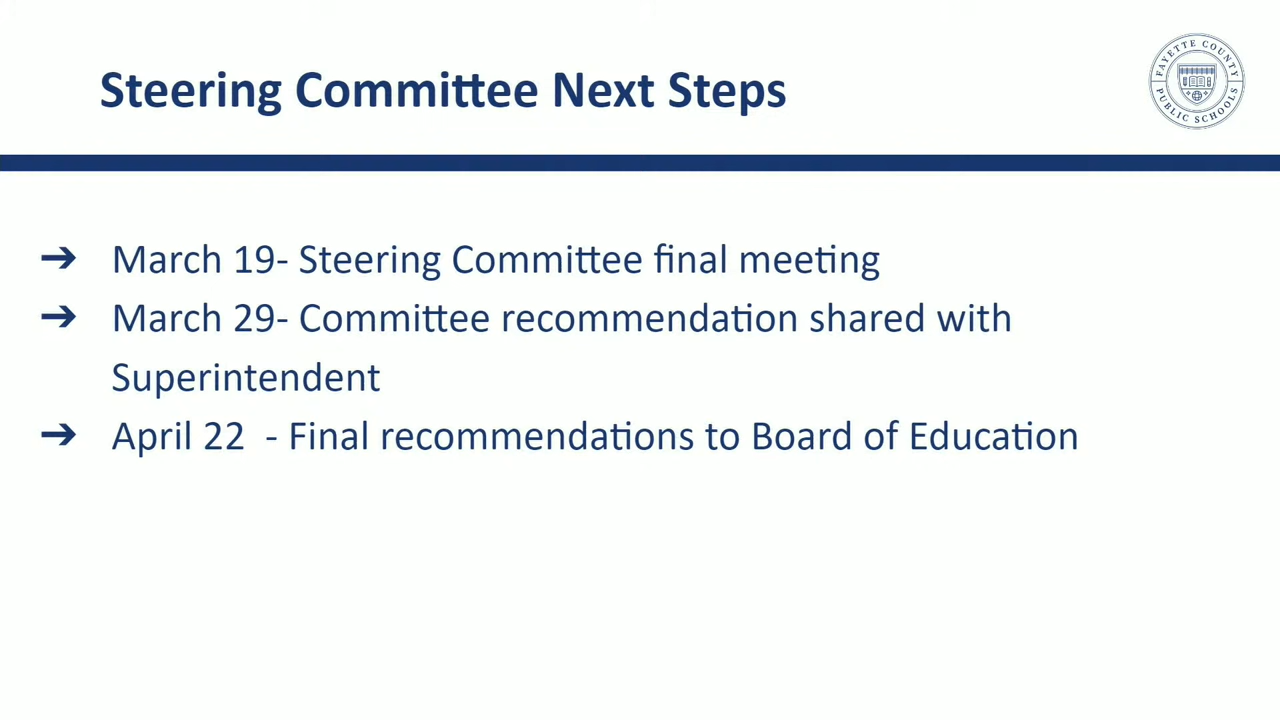 Steering Committee Next Steps
FAYETTE COUNTY
PUBLIC SCHOOLS
➔ March 19- Steering Committee final meeting
➔ March 29- Committee recommendation shared with
Superintendent
➔ April 22  - Final recommendations to Board of Education